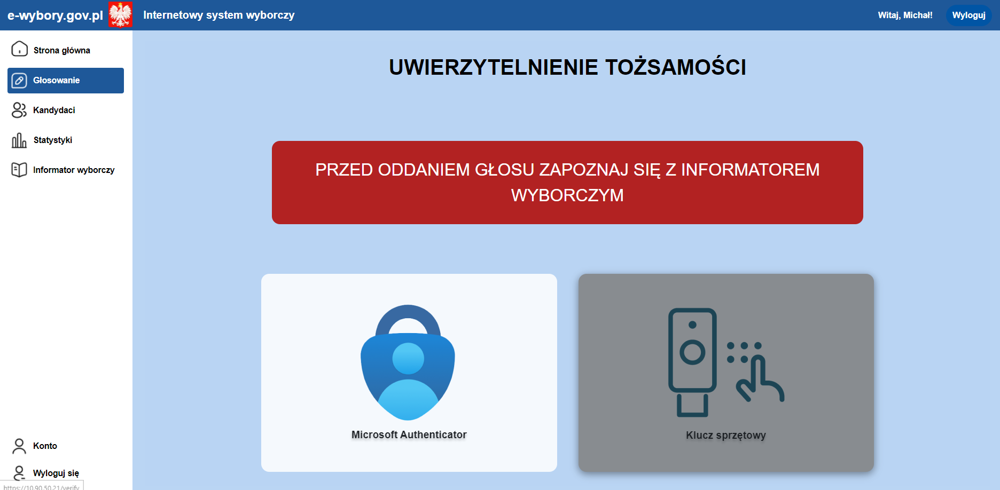 e-wybory.gov.pl
Internetowy system wyborczy
Witaj, Michał!
Wyloguj
Strona główna
Głosowanie
Kandydaci
Statystyki
Informator wyborczy
UWIERZYTELNIENIE TOŻSAMOŚCI
PRZED ODDANIEM GŁOSU ZAPOZNAJ SIĘ Z INFORMATOREM
WYBORCZYM
Microsoft Authenticator
Klucz sprzętowy
Konto
Wyloguj się
https://10.90.50.21/verify